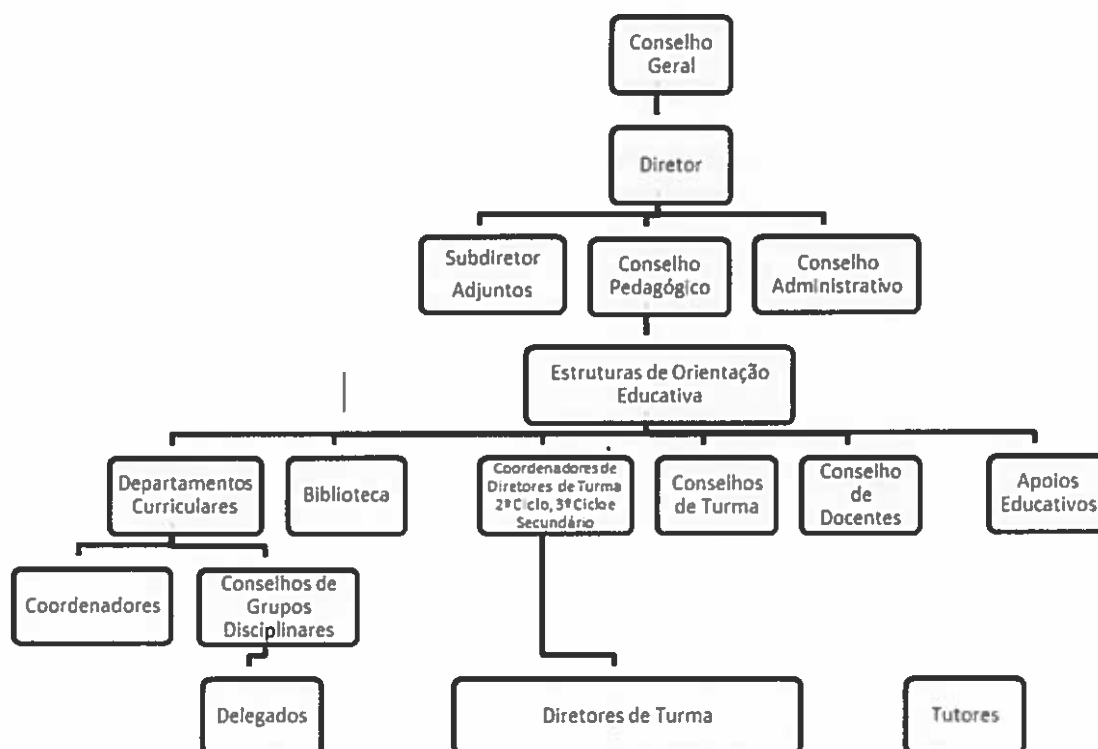 Conselho
Geral
Diretor
Subdiretor
Adjuntos
Conselho
Pedagógico
Conselho
Administrativo
Estruturas de Orientação
Educativa
Departamentos
Curriculares
Biblioteca
Coordenadores de
Diretores de Turma
2º Ciclo, 3º Ciclo e
Secundário
Conselhos
de Turma
Conselho
de
Docentes
Apoios
Educativos
Coordenadores
Conselhos de
Grupos
Disciplinares
Delegados
Diretores de Turma
Tutores